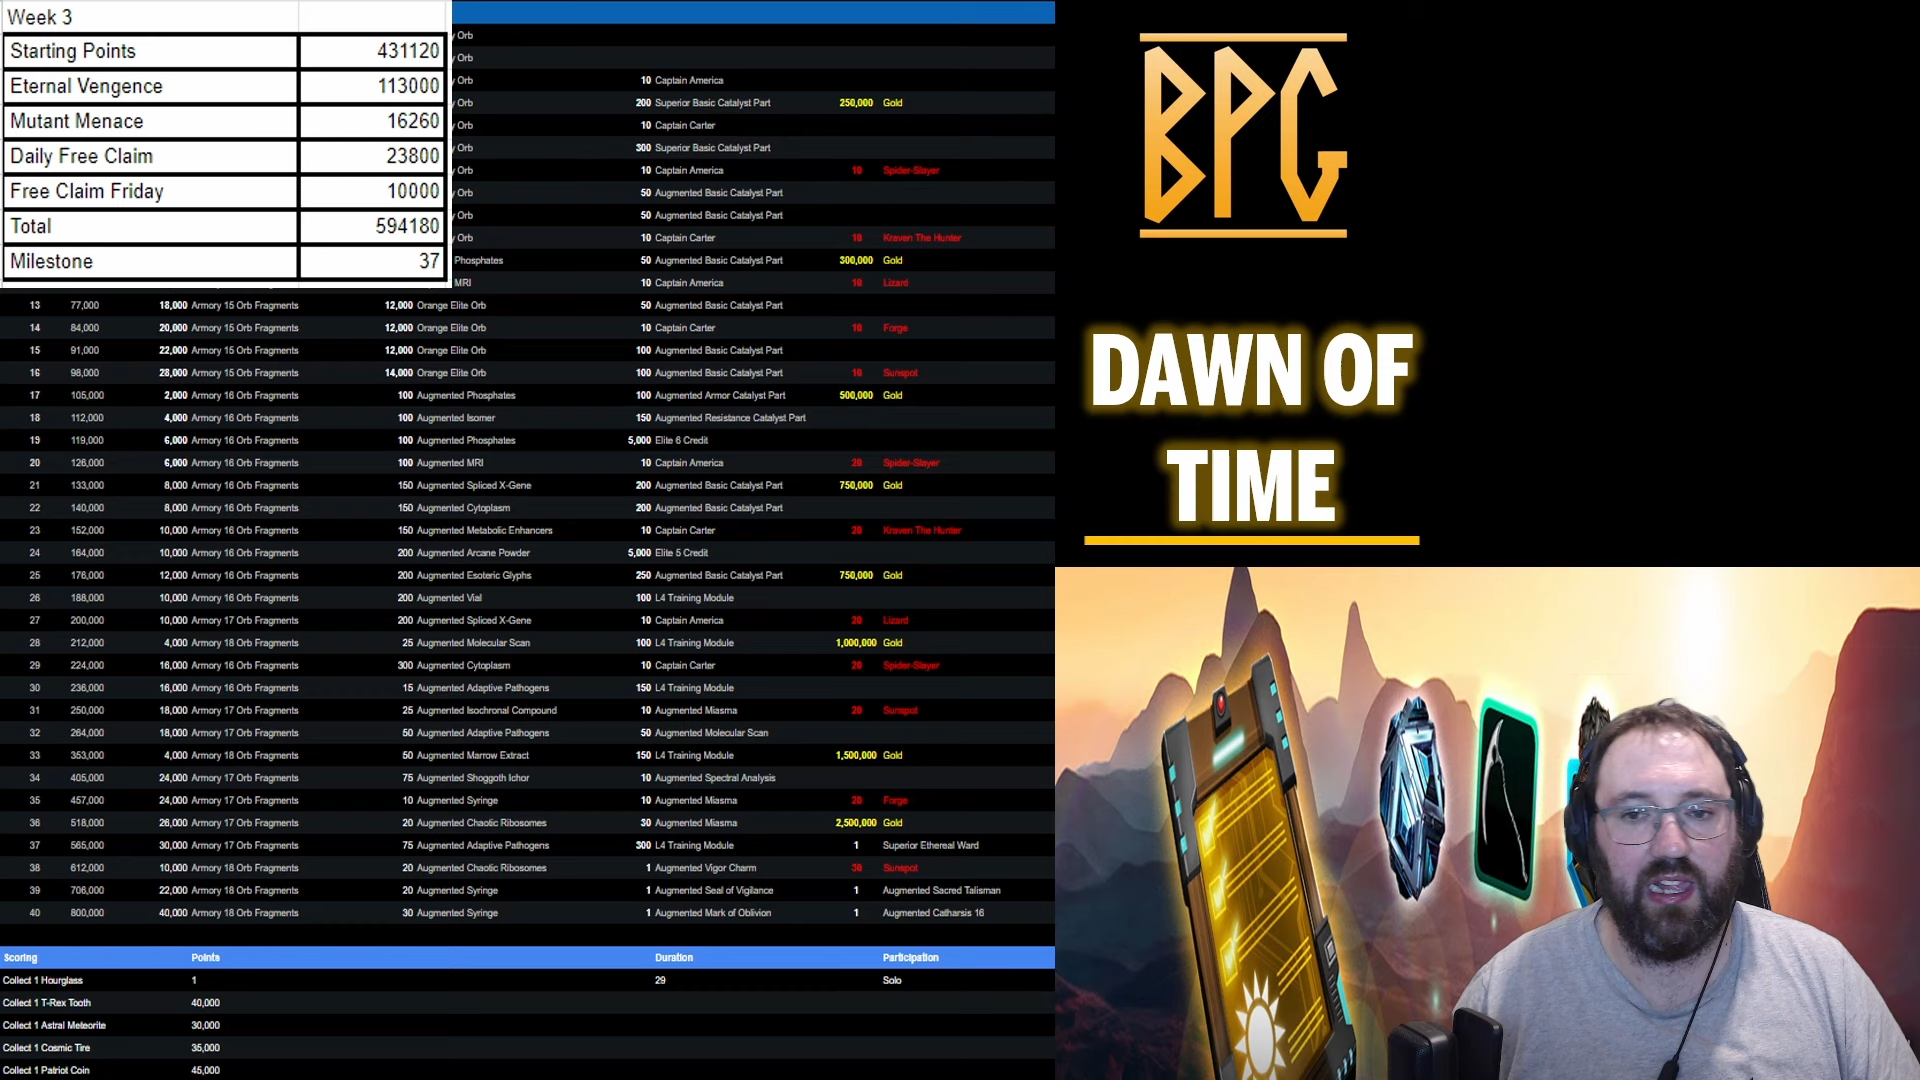 Week 3
Starting Points 431120
Eternal Vengence 113000
Mutant Menace 16260
Daily Free Claim 23800
Free Claim Friday 10000
Total 594180
Milestone 37
Orb
Orb
Orb 10 Captain America
Orb 200 Superior Basic Catalyst Part 250,000 Gold
Orb 10 Captain Carter
Orb 300 Superior Basic Catalyst Part
Orb 10 Captain America 10 Spider-Slayer
Orb 50 Augmented Basic Catalyst Part
Orb 50 Augmented Basic Catalyst Part
Orb 10 Captain Carter 10 Kraven The Hunter
Phosphates 50 Augmented Basic Catalyst Part 300,000 Gold
MRI 10 Captain America 10 Lizard
13 77,000 18,000 Armory 15 Orb Fragments 12,000 Orange Elite Orb 50 Augmented Basic Catalyst Part
14 84,000 20,000 Armory 15 Orb Fragments 12,000 Orange Elite Orb 10 Captain Carter 10 Forge
15 91,000 22,000 Armory 15 Orb Fragments 12,000 Orange Elite Orb 100 Augmented Basic Catalyst Part
16 98,000 28,000 Armory 15 Orb Fragments 14,000 Orange Elite Orb 100 Augmented Basic Catalyst Part 10 Sunspot
17 105,000 2,000 Armory 16 Orb Fragments 100 Augmented Phosphates 100 Augmented Armor Catalyst Part 500,000 Gold
18 112,000 4,000 Armory 16 Orb Fragments 100 Augmented Isomer 150 Augmented Resistance Catalyst Part
19 119,000 6,000 Armory 16 Orb Fragments 100 Augmented Phosphates 5,000 Elite 6 Credit
20 126,000 6,000 Armory 16 Orb Fragments 100 Augmented MRI 10 Captain America 20 Spider-Slayer
21 133,000 8,000 Armory 16 Orb Fragments 150 Augmented Spliced X-Gene 200 Augmented Basic Catalyst Part 750,000 Gold
22 140,000 8,000 Armory 16 Orb Fragments 150 Augmented Cytoplasm 200 Augmented Basic Catalyst Part
23 152,000 10,000 Armory 16 Orb Fragments 150 Augmented Metabolic Enhancers 10 Captain Carter 20 Kraven The Hunter
24 164,000 10,000 Armory 16 Orb Fragments 200 Augmented Arcane Powder 5,000 Elite 5 Credit
25 176,000 12,000 Armory 16 Orb Fragments 200 Augmented Esoteric Glyphs 250 Augmented Basic Catalyst Part 750,000 Gold
26 188,000 10,000 Armory 16 Orb Fragments 200 Augmented Vial 100 L4 Training Module
27 200,000 10,000 Armory 17 Orb Fragments 200 Augmented Spliced X-Gene 10 Captain America 20 Lizard
28 212,000 4,000 Armory 18 Orb Fragments 25 Augmented Molecular Scan 100 L4 Training Module 1,000,000 Gold
29 224,000 16,000 Armory 16 Orb Fragments 300 Augmented Cytoplasm 10 Captain Carter 20 Spider-Slayer
30 236,000 16,000 Armory 16 Orb Fragments 15 Augmented Adaptive Pathogens 150 L4 Training Module
31 250,000 18,000 Armory 17 Orb Fragments 25 Augmented Isochronal Compound 10 Augmented Miasma 20 Sunspot
32 264,000 18,000 Armory 17 Orb Fragments 50 Augmented Adaptive Pathogens 50 Augmented Molecular Scan
33 353,000 4,000 Armory 18 Orb Fragments 50 Augmented Marrow Extract 150 L4 Training Module 1,500,000 Gold
34 405,000 24,000 Armory 17 Orb Fragments 75 Augmented Shoggoth Ichor 10 Augmented Spectral Analysis
35 457,000 24,000 Armory 17 Orb Fragments 10 Augmented Syringe 10 Augmented Miasma 20 Forge
36 518,000 26,000 Armory 17 Orb Fragments 20 Augmented Chaotic Ribosomes 30 Augmented Miasma 2,500,000 Gold
37 565,000 30,000 Armory 17 Orb Fragments 75 Augmented Adaptive Pathogens 300 L4 Training Module 1 Superior Ethereal Ward
38 612,000 10,000 Armory 18 Orb Fragments 20 Augmented Chaotic Ribosomes 1 Augmented Vigor Charm 30 Sunspot
39 706,000 22,000 Armory 18 Orb Fragments 20 Augmented Syringe 1 Augmented Seal of Vigilance 1 Augmented Sacred Talisman
40 800,000 40,000 Armory 18 Orb Fragments 30 Augmented Syringe 1 Augmented Mark of Oblivion 1 Augmented Catharsis 16
Scoring Points Duration Participation
Collect 1 Hourglass 1 29 Solo
Collect 1 T-Rex Tooth 40,000
Collect 1 Astral Meteorite 30,000
Collect 1 Cosmic Tire 35,000
Collect 1 Patriot Coin 45,000
BPG
DAWN OF
TIME